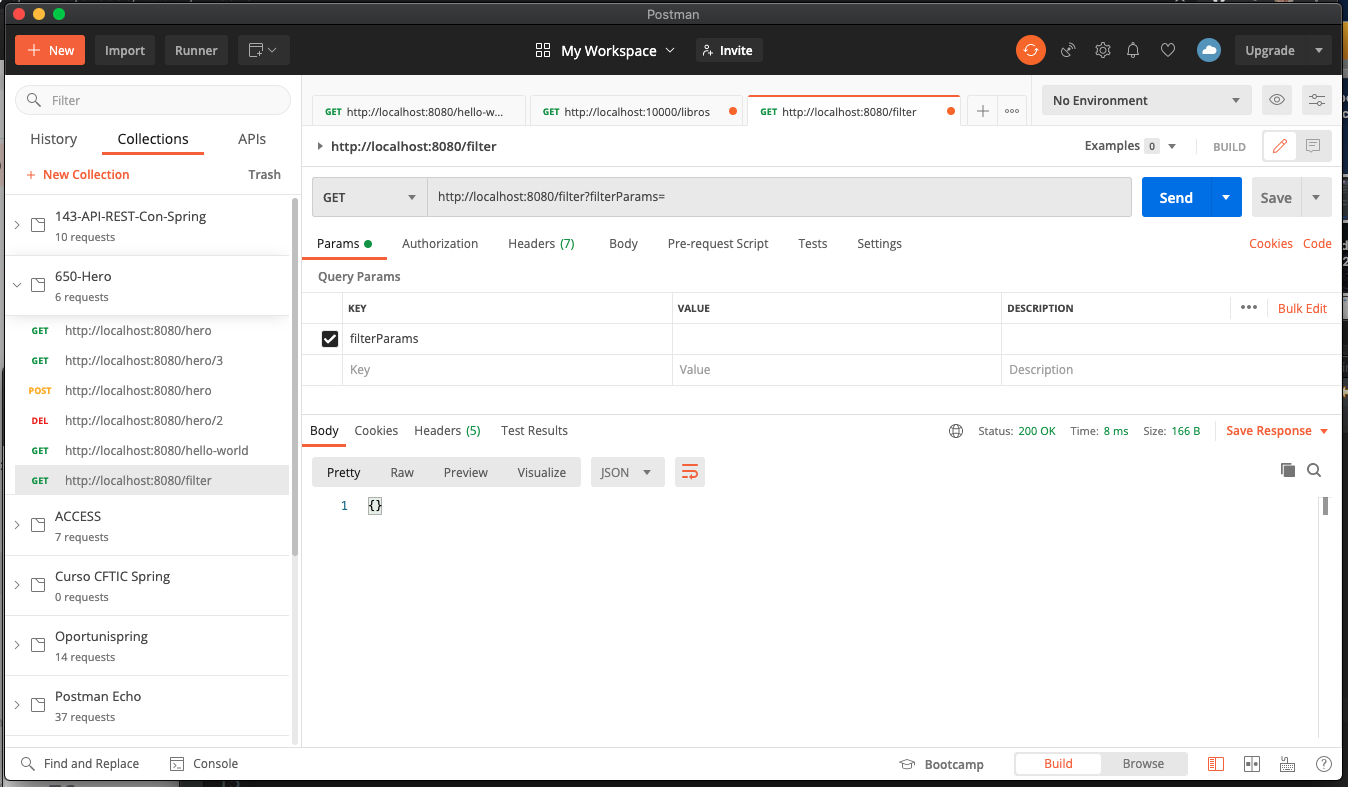 Postman
New Import Runner My Workspace Invite Upgrade
Filter
History Collections APIs
New Collection Trash
143-API-REST-Con-Spring
10 requests
650-Hero
6 requests
GET http://localhost:8080/hero
GET http://localhost:8080/hero/3
POST http://localhost:8080/hero
DEL http://localhost:8080/hero/2
GET http://localhost:8080/hello-world
GET http://localhost:8080/filter
ACCESS
7 requests
Curso CFTIC Spring
0 requests
Oportunispring
14 requests
Postman Echo
37 requests
GET http://localhost:8080/hello-w... GET http://localhost:10000/libros GET http://localhost:8080/filter
No Environment
http://localhost:8080/filter Examples 0 BUILD
GET http://localhost:8080/filter?filterParams= Send Save
Params Authorization Headers (7) Body Pre-request Script Tests Settings Cookies Code
Query Params
KEY VALUE DESCRIPTION Bulk Edit
filterParams
Key Value Description
Body Cookies Headers (5) Test Results Status: 200 OK Time: 8 ms Size: 166 B Save Response
Pretty Raw Preview Visualize JSON
1 {}
Find and Replace Console Bootcamp Build Browse